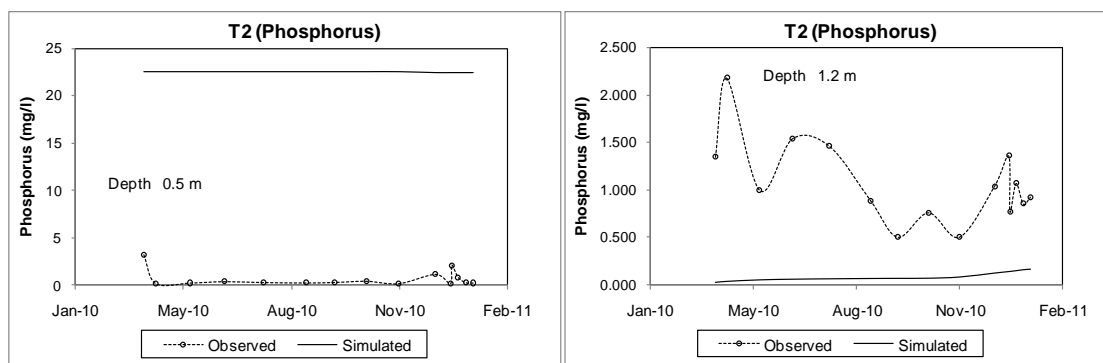 T2 (Phosphorus)
Phosphorus (mg/l)
25
20
15
10
5
0
Depth 0.5 m
Jan-10 May-10 Aug-10 Nov-10 Feb-11
Observed Simulated
T2 (Phosphorus)
Phosphorus (mg/l)
2.500
2.000
1.500
1.000
0.500
0.000
Depth 1.2 m
Jan-10 May-10 Aug-10 Nov-10 Feb-11
Observed Simulated